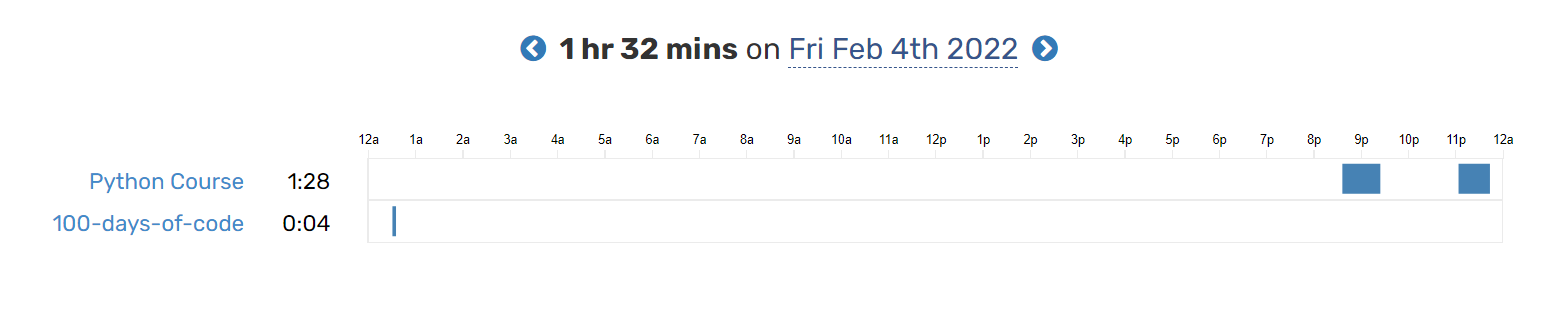 1 hr 32 mins on Fri Feb 4th 2022
12a 1a 2a 3a 4a 5a 6a 7a 8a 9a 10a 11a 12p 1p 2p 3p 4p 5p 6p 7p 8p 9p 10p 11p 12a
Python Course 1:28
100-days-of-code 0:04